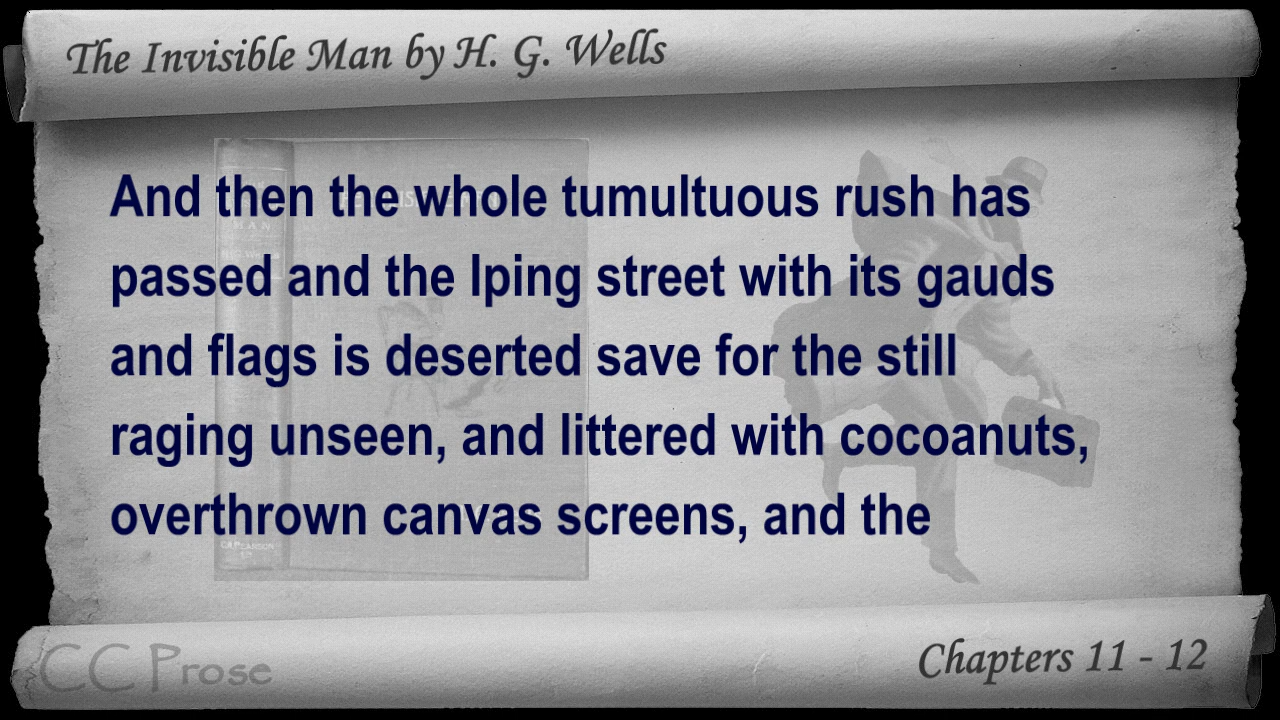 The Invisible Man by H. G. Wells
And then the whole tumultuous rush has
passed and the Iping street with its gauds
and flags is deserted save for the still
raging unseen, and littered with cocoanuts,
overthrown canvas screens, and the
CC Prose
Chapters 11 - 12